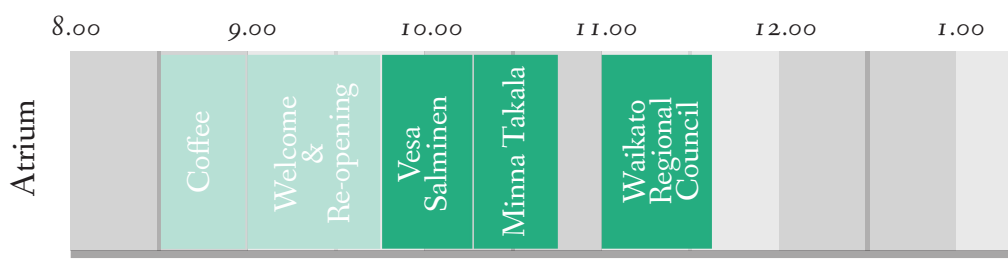 8.00 9.00 10.00 11.00 12.00 1.00
Atrium
Coffee
Welcome
&
Re-opening
Vesa
Salminen
Minna Takala
Waikato
Regional
Council